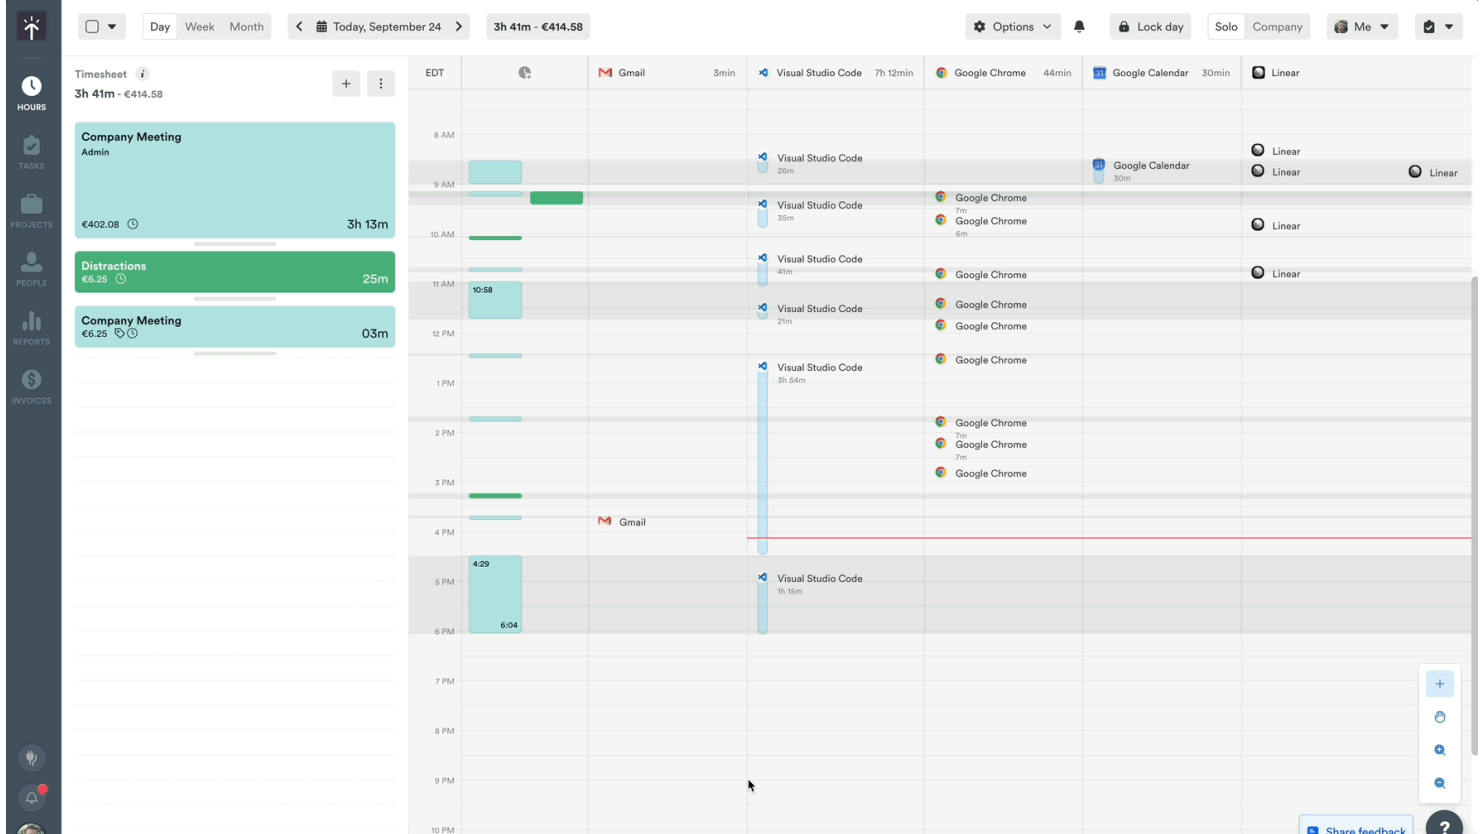 Day Week Month
Today, September 24
3h 41m - €414.58
Options
Lock day
Solo Company
Me
HOURS
TASKS
PROJECTS
PEOPLE
REPORTS
INVOICES
Timesheet i
3h 41m - €414.58
Company Meeting
Admin
€402.08
3h 13m
Distractions
€6.25
25m
Company Meeting
€6.25
03m
EDT
Gmail 3min
Visual Studio Code 7h 12min
Google Chrome 44min
31 Google Calendar 30min
Linear
8 AM
9 AM
10 AM
11 AM
12 PM
1 PM
2 PM
3 PM
4 PM
5 PM
6 PM
7 PM
8 PM
9 PM
10 PM
10:58
4:29
6:04
Gmail
Visual Studio Code
26m
Visual Studio Code
35m
Visual Studio Code
41m
Visual Studio Code
21m
Visual Studio Code
3h 54m
Visual Studio Code
1h 15m
Google Chrome
7m
Google Chrome
6m
Google Chrome
Google Chrome
Google Chrome
Google Chrome
Google Chrome
7m
Google Chrome
7m
Google Chrome
31 Google Calendar
30m
Linear
Linear
Linear
Linear
Linear
Share feedback
?